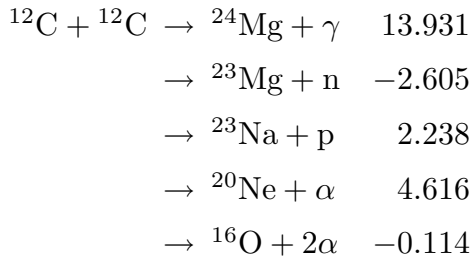 ¹²C + ¹²C → ²⁴Mg + γ 13.931
→ ²³Mg + n −2.605
→ ²³Na + p 2.238
→ ²⁰Ne + α 4.616
→ ¹⁶O + 2α −0.114